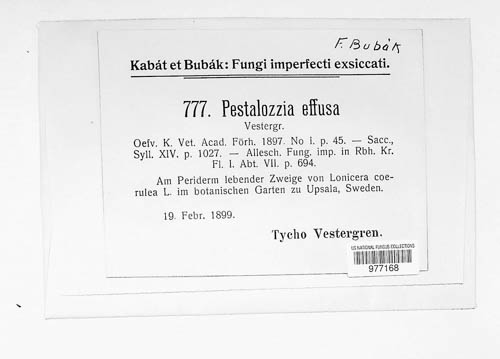 F. Bubák
Kabát et Bubák: Fungi imperfecti exsiccati.
777. Pestalozzia effusa
Vestergr.
Oefv. K. Vet. Acad. Förh. 1897. No i. p. 45. — Sacc.,
Syll. XIV. p. 1027. — Allesch. Fung. imp. in Rbh. Kr.
Fl. I. Abt. VII. p. 694.
Am Periderm lebender Zweige von Lonicera coe-
rulea L. im botanischen Garten zu Upsala, Sweden.
19. Febr. 1899.
Tycho Vestergren.
US NATIONAL FUNGUS COLLECTIONS
977168